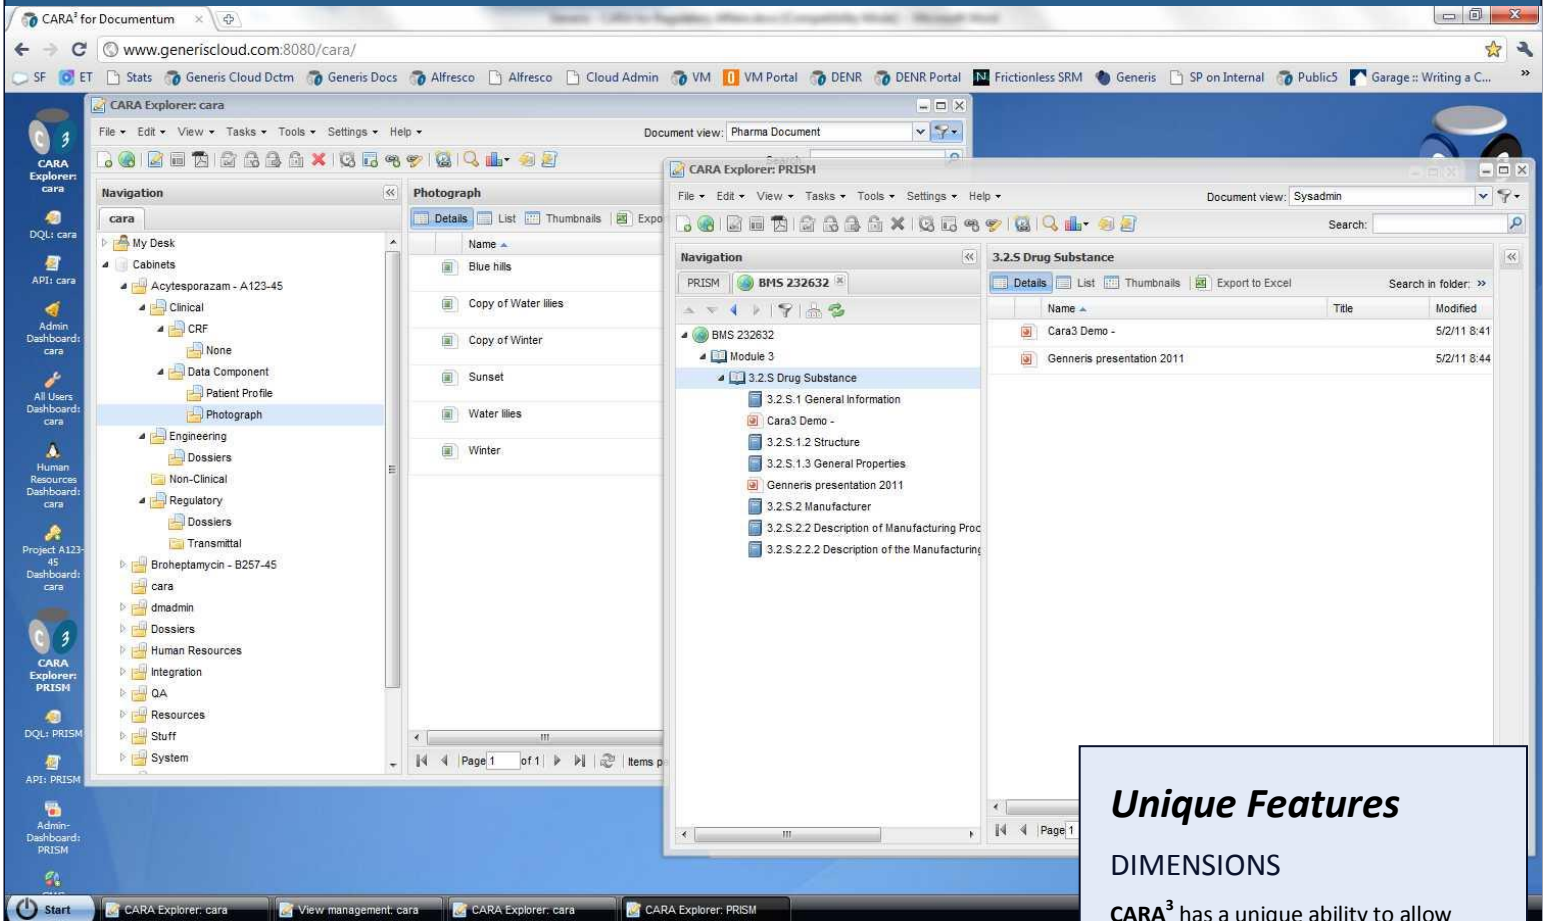 CARA³ for Documentum
www.generiscloud.com:8080/cara/
SF ET Stats Generis Cloud Dctm Generis Docs Alfresco Alfresco Cloud Admin VM VM Portal DENR DENR Portal Frictionless SRM Generis SP on Internal Public5 Garage :: Writing a C... »
CARA Explorer: cara
DQL: cara
API: cara
Admin Dashboard: cara
All Users Dashboard: cara
Human Resources Dashboard: cara
Project A123-45 Dashboard: cara
CARA Explorer: PRISM
DQL: PRISM
API: PRISM
Admin- Dashboard: PRISM
CARA Explorer: cara
File Edit View Tasks Tools Settings Help Document view: Pharma Document
Navigation
cara
My Desk
Cabinets
Acytesporazam - A123-45
Clinical
CRF
None
Data Component
Patient Profile
Photograph
Engineering
Dossiers
Non-Clinical
Regulatory
Dossiers
Transmittal
Broheptamycin - B257-45
cara
dmadmin
Dossiers
Human Resources
Integration
QA
Resources
Stuff
System
Photograph
Details List Thumbnails Expo
Name
Blue hills
Copy of Water lilies
Copy of Winter
Sunset
Water lilies
Winter
Page 1 of 1 Items p
CARA Explorer: PRISM
File Edit View Tasks Tools Settings Help Document view: Sysadmin
Search:
Navigation
PRISM BMS 232632
BMS 232632
Module 3
3.2.S Drug Substance
3.2.S.1 General Information
Cara3 Demo -
3.2.S.1.2 Structure
3.2.S.1.3 General Properties
Genneris presentation 2011
3.2.S.2 Manufacturer
3.2.S.2.2 Description of Manufacturing Proc
3.2.S.2.2.2 Description of the Manufacturing
3.2.S Drug Substance
Details List Thumbnails Export to Excel Search in folder: »
Name Title Modified
Cara3 Demo - 5/2/11 8:41
Genneris presentation 2011 5/2/11 8:44
Page 1
Unique Features
DIMENSIONS
CARA³ has a unique ability to allow
Start CARA Explorer: cara View management: cara CARA Explorer: cara CARA Explorer: PRISM